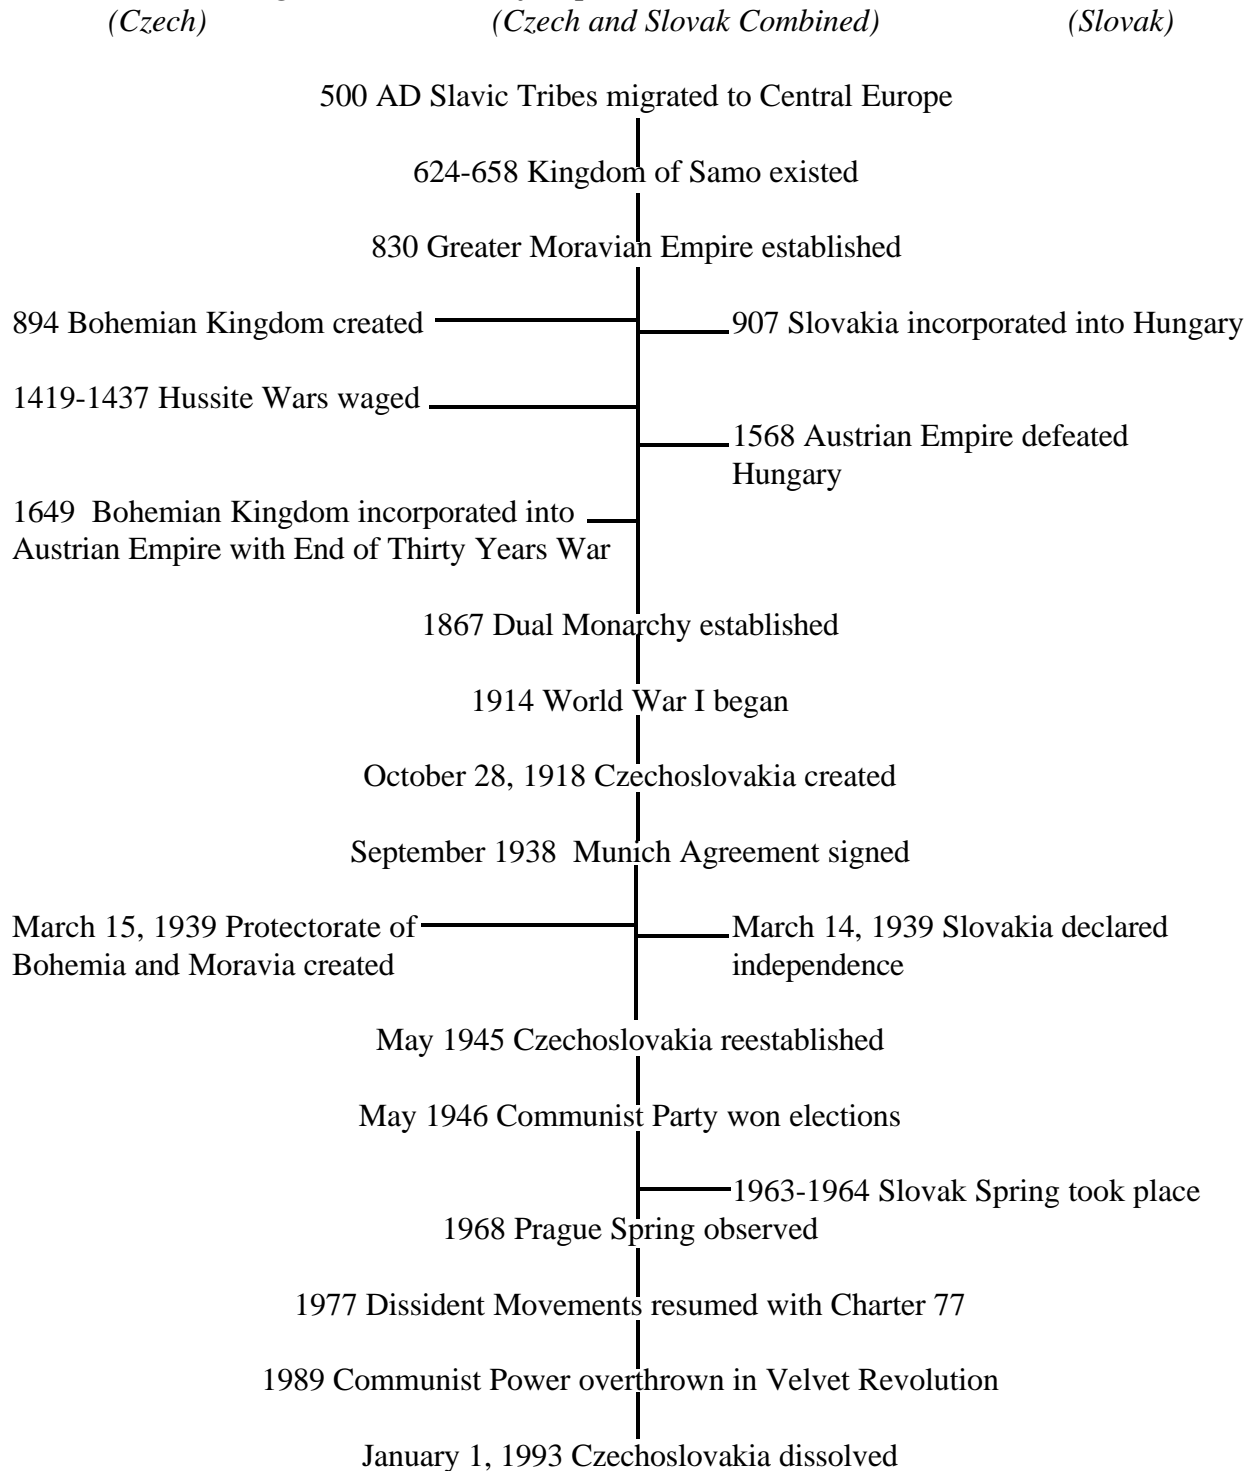 (Czech) (Czech and Slovak Combined) (Slovak)
500 AD Slavic Tribes migrated to Central Europe
624-658 Kingdom of Samo existed
830 Greater Moravian Empire established
894 Bohemian Kingdom created
907 Slovakia incorporated into Hungary
1419-1437 Hussite Wars waged
1568 Austrian Empire defeated
Hungary
1649 Bohemian Kingdom incorporated into
Austrian Empire with End of Thirty Years War
1867 Dual Monarchy established
1914 World War I began
October 28, 1918 Czechoslovakia created
September 1938 Munich Agreement signed
March 15, 1939 Protectorate of
Bohemia and Moravia created
March 14, 1939 Slovakia declared
independence
May 1945 Czechoslovakia reestablished
May 1946 Communist Party won elections
1963-1964 Slovak Spring took place
1968 Prague Spring observed
1977 Dissident Movements resumed with Charter 77
1989 Communist Power overthrown in Velvet Revolution
January 1, 1993 Czechoslovakia dissolved